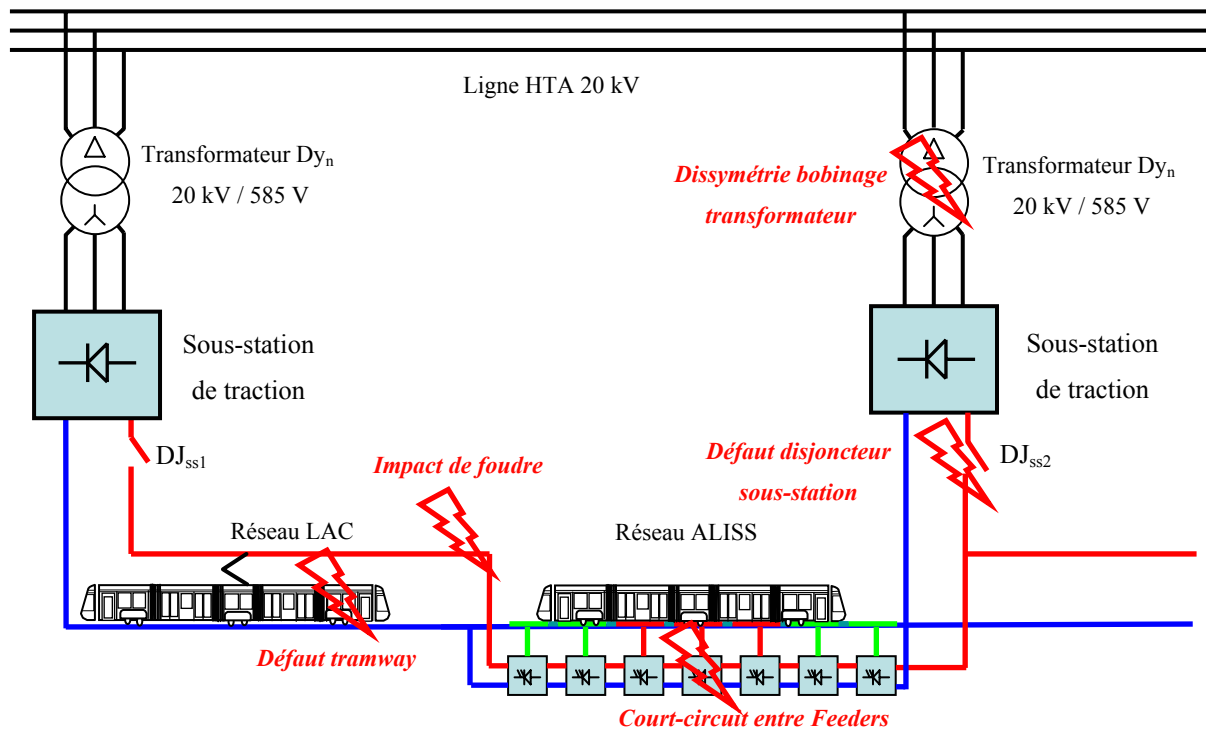 Ligne HTA 20 kV
Transformateur Dyn
20 kV / 585 V
Dissymétrie bobinage
transformateur
Transformateur Dyn
20 kV / 585 V
Sous-station
de traction
Sous-station
de traction
DJss1
Impact de foudre
Défaut disjoncteur
sous-station
DJss2
Réseau LAC
Réseau ALISS
Défaut tramway
Court-circuit entre Feeders